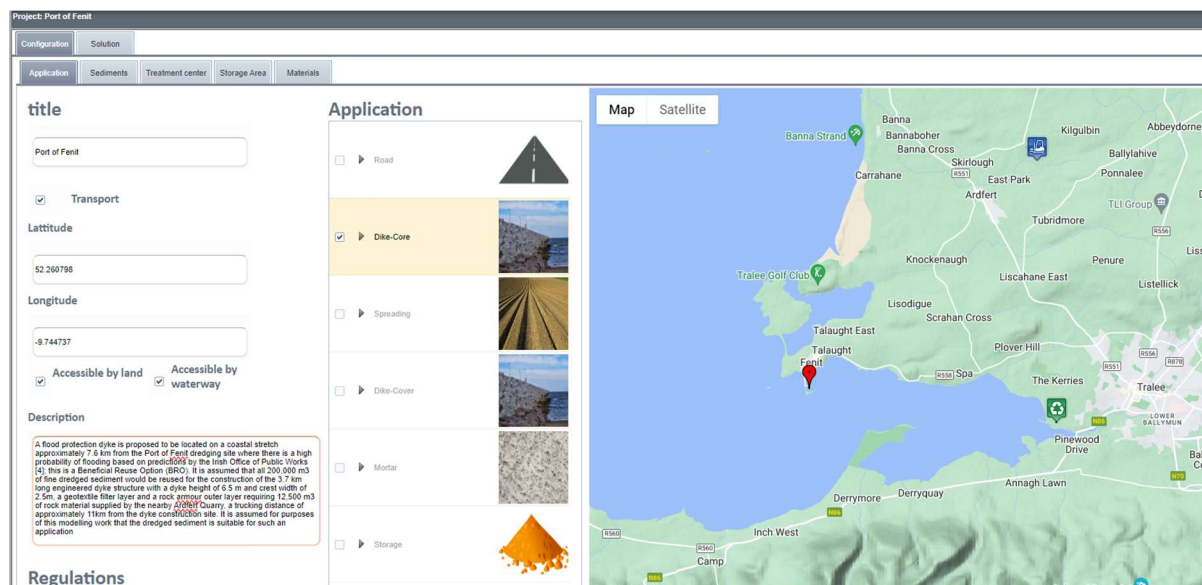 Project: Port of Fenit
Configuration
Solution
Application
Sediments
Treatment center
Storage Area
Materials
title
Port of Fenit
Transport
Lattitude
52.260798
Longitude
-9.744737
Accessible by land
Accessible by
waterway
Description
A flood protection dyke is proposed to be located on a coastal stretch
approximately 7.6 km from the Port of Fenit dredging site where there is a high
probability of flooding based on predictions by the Irish Office of Public Works
[4]; this is a Beneficial Reuse Option (BRO). It is assumed that all 200,000 m3
of fine dredged sediment would be reused for the construction of the 3.7 km
long engineered dyke structure with a dyke height of 6.5 m and crest width of
2.5m, a geotextile filter layer and a rock armour outer layer requiring 12,500 m3
of rock material supplied by the nearby Ardfert Quarry, a trucking distance of
approximately 11km from the dyke construction site. It is assumed for purposes
of this modelling work that the dredged sediment is suitable for such an
application
Regulations
Application
Road
Dike-Core
Spreading
Dike-Cover
Mortar
Storage
Map
Satellite
Banna
Banna Strand
Bannaboher
Banna Cross
Kilgulbin
Abbeydorne
Skirlough
R551
East Park
Ballylahive
Ponnalee
Carrahane
Ardfert
TLI Group
Tubridmore
R556
Liss
Knockenaugh
Penure
Liscahane East
Listellick
Tralee Golf Club
Lisodigue
Scrahan Cross
Talaught East
Talaught
Fenit
Plover Hill
R556
R878
R551
R558
Spa
The Kerries
Tralee
LOWER
BALLYMUN
N86
Pinewood
Drive
Bal
N70
Annagh Lawn
Derrymore
Derryquay
N86
R560
Inch West
R560
Camp
N86